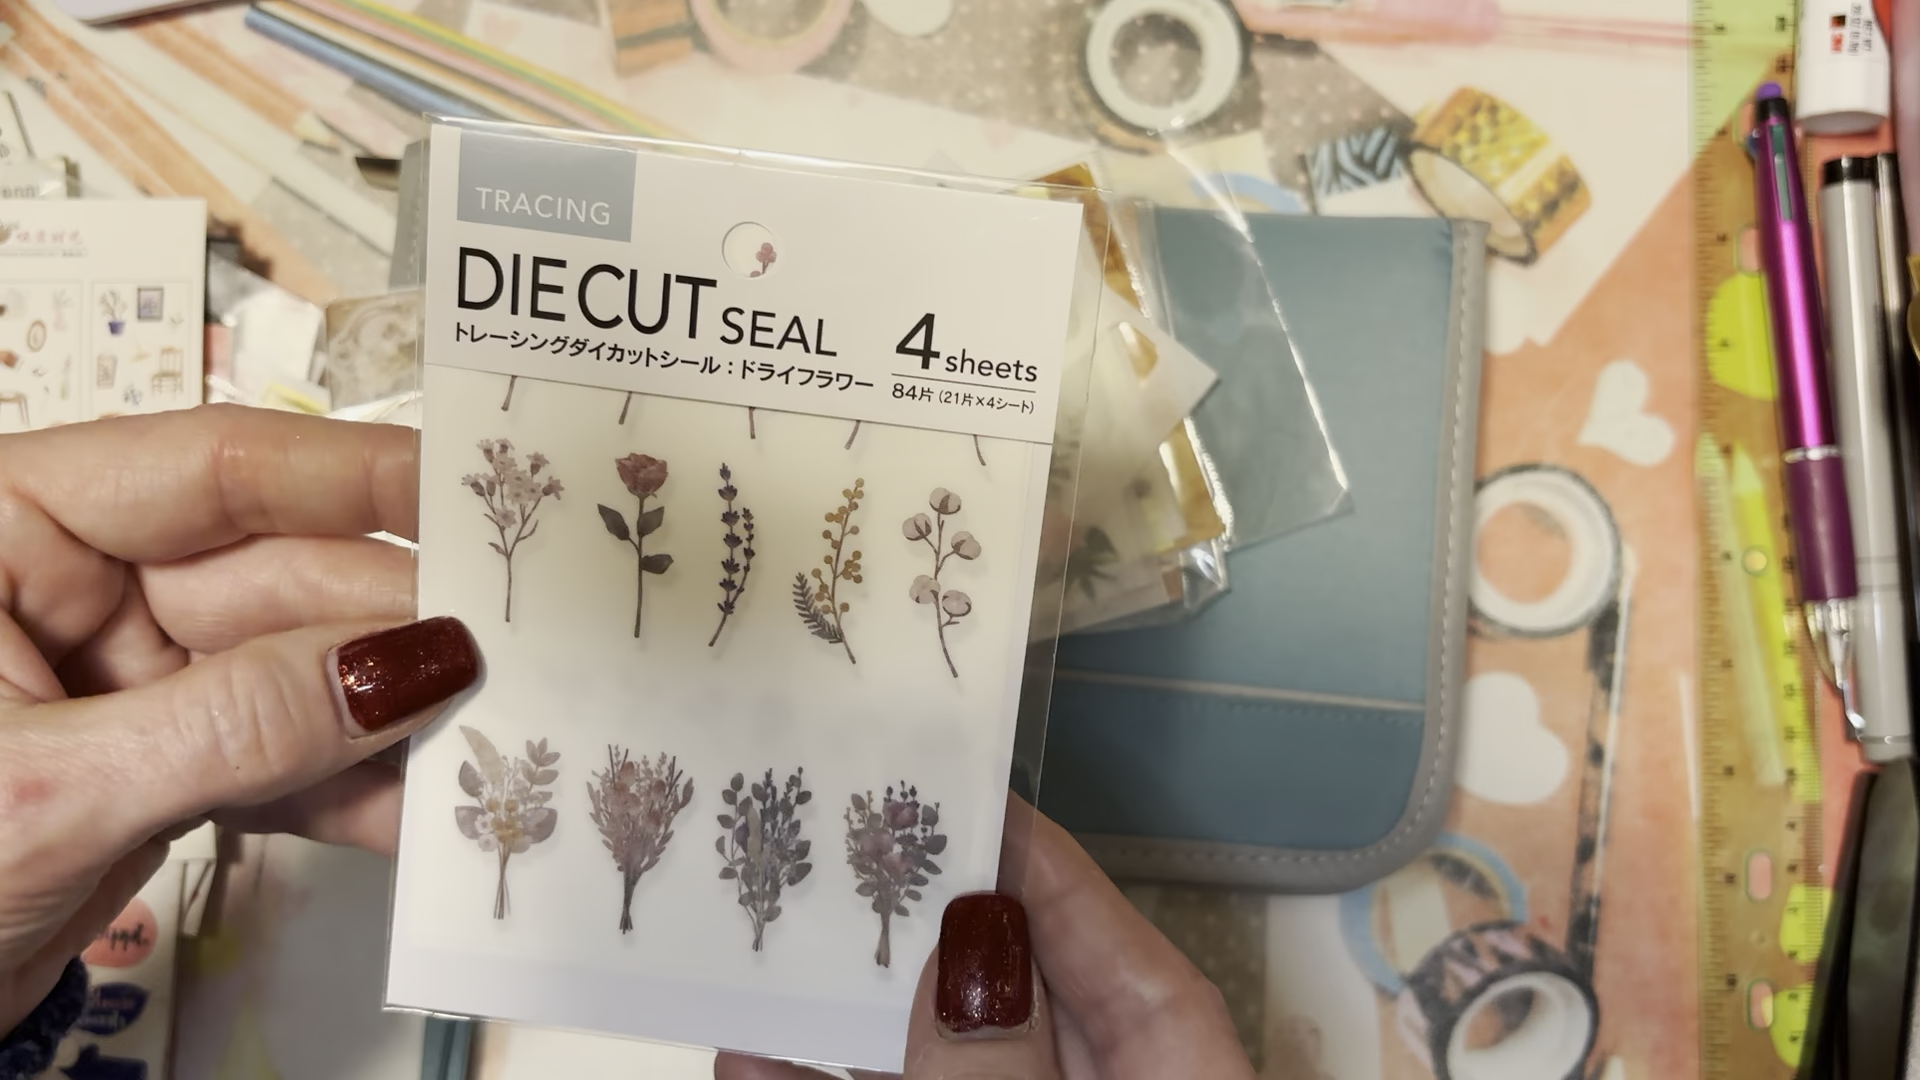 TRACING
DIE CUT SEAL
トレーシングダイカットシール：ドライフラワー
4 sheets
84片 (21片×4シート)